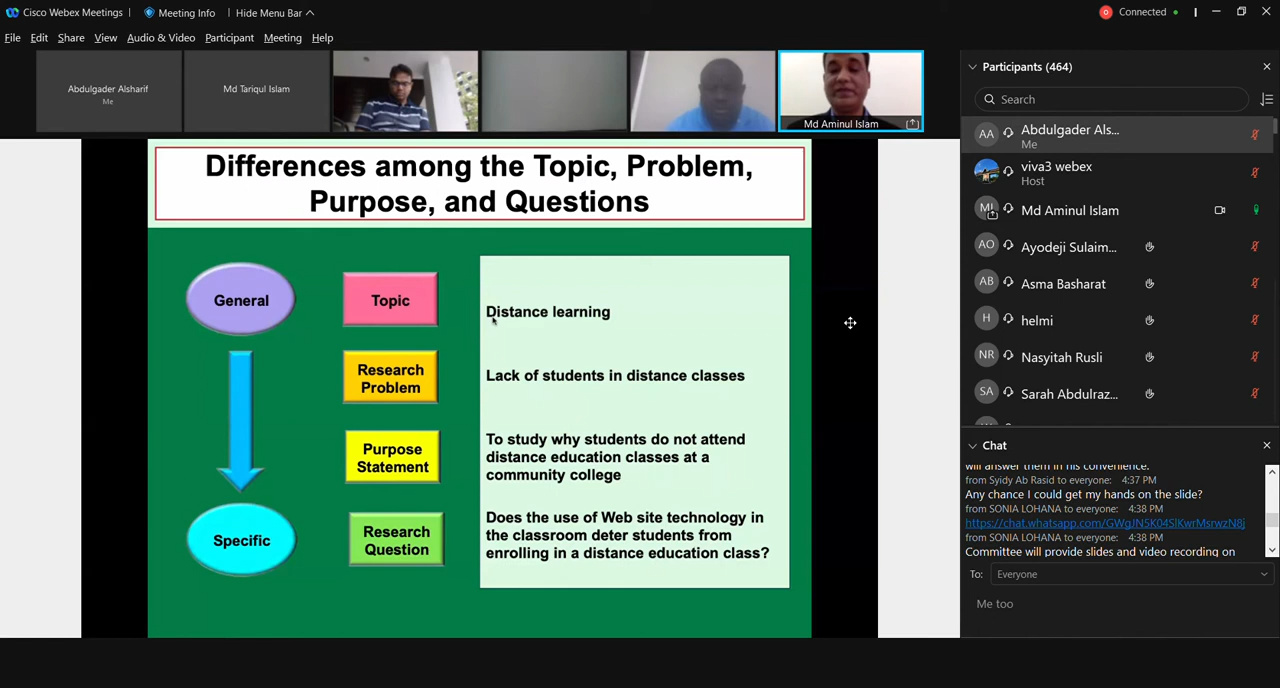 Cisco Webex Meetings
Meeting Info
Hide Menu Bar
Connected
File Edit Share View Audio & Video Participant Meeting Help
Abdulgader Alsharif
Me
Md Tariqul Islam
Md Aminul Islam
Differences among the Topic, Problem,
Purpose, and Questions
General
Topic
Distance learning
Research
Problem
Lack of students in distance classes
Purpose
Statement
To study why students do not attend
distance education classes at a
community college
Specific
Research
Question
Does the use of Web site technology in
the classroom deter students from
enrolling in a distance education class?
Participants (464)
Search
AA Abdulgader Als...
Me
viva3 webex
Host
MI Md Aminul Islam
AO Ayodeji Sulaim...
AB Asma Basharat
H helmi
NR Nasyitah Rusli
SA Sarah Abdulraz...
Chat
will answer them in his convenience.
from Syidy Ab Rasid to everyone: 4:37 PM
Any chance I could get my hands on the slide?
from SONIA LOHANA to everyone: 4:38 PM
https://chat.whatsapp.com/GWgJN5K04SlKwrMsrwzN8j
from SONIA LOHANA to everyone: 4:38 PM
Committee will provide slides and video recording on
To: Everyone
Me too